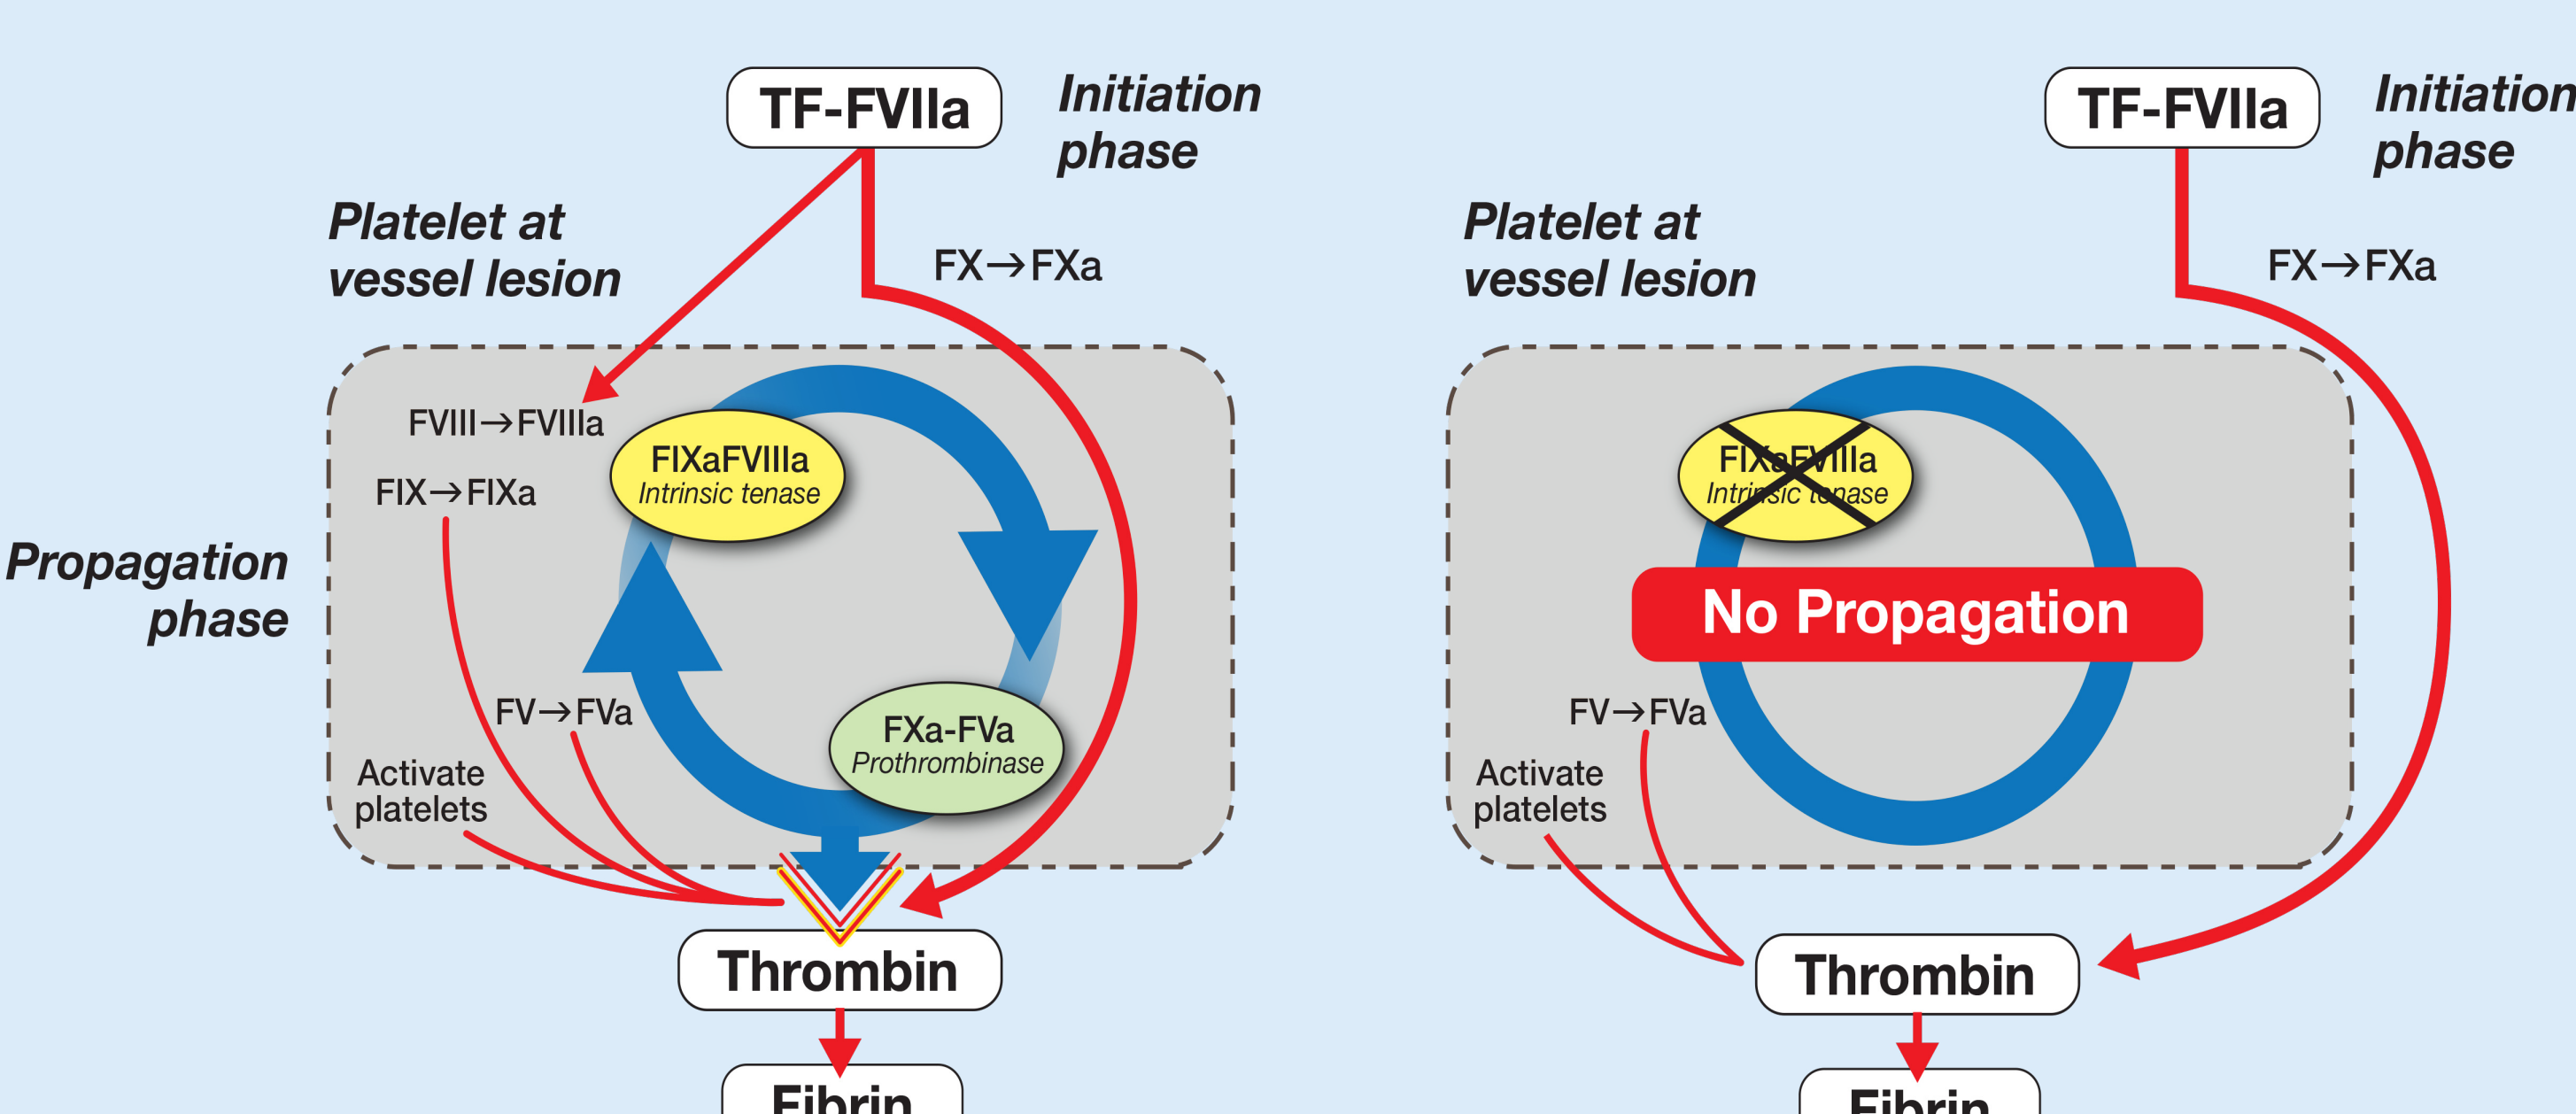 TF-FVIIa
Initiation
phase
Platelet at
vessel lesion
FX→FXa
FVIII→FVIIIa
FIX→FIXa
FIXaFVIIIa
Intrinsic tenase
Propagation
phase
FV→FVa
FXa-FVa
Prothrombinase
Activate
platelets
Thrombin
Fibrin
TF-FVIIa
Initiation
phase
Platelet at
vessel lesion
FX→FXa
FIXaFVIIIa
Intrinsic tenase
No Propagation
FV→FVa
Activate
platelets
Thrombin
Fibrin